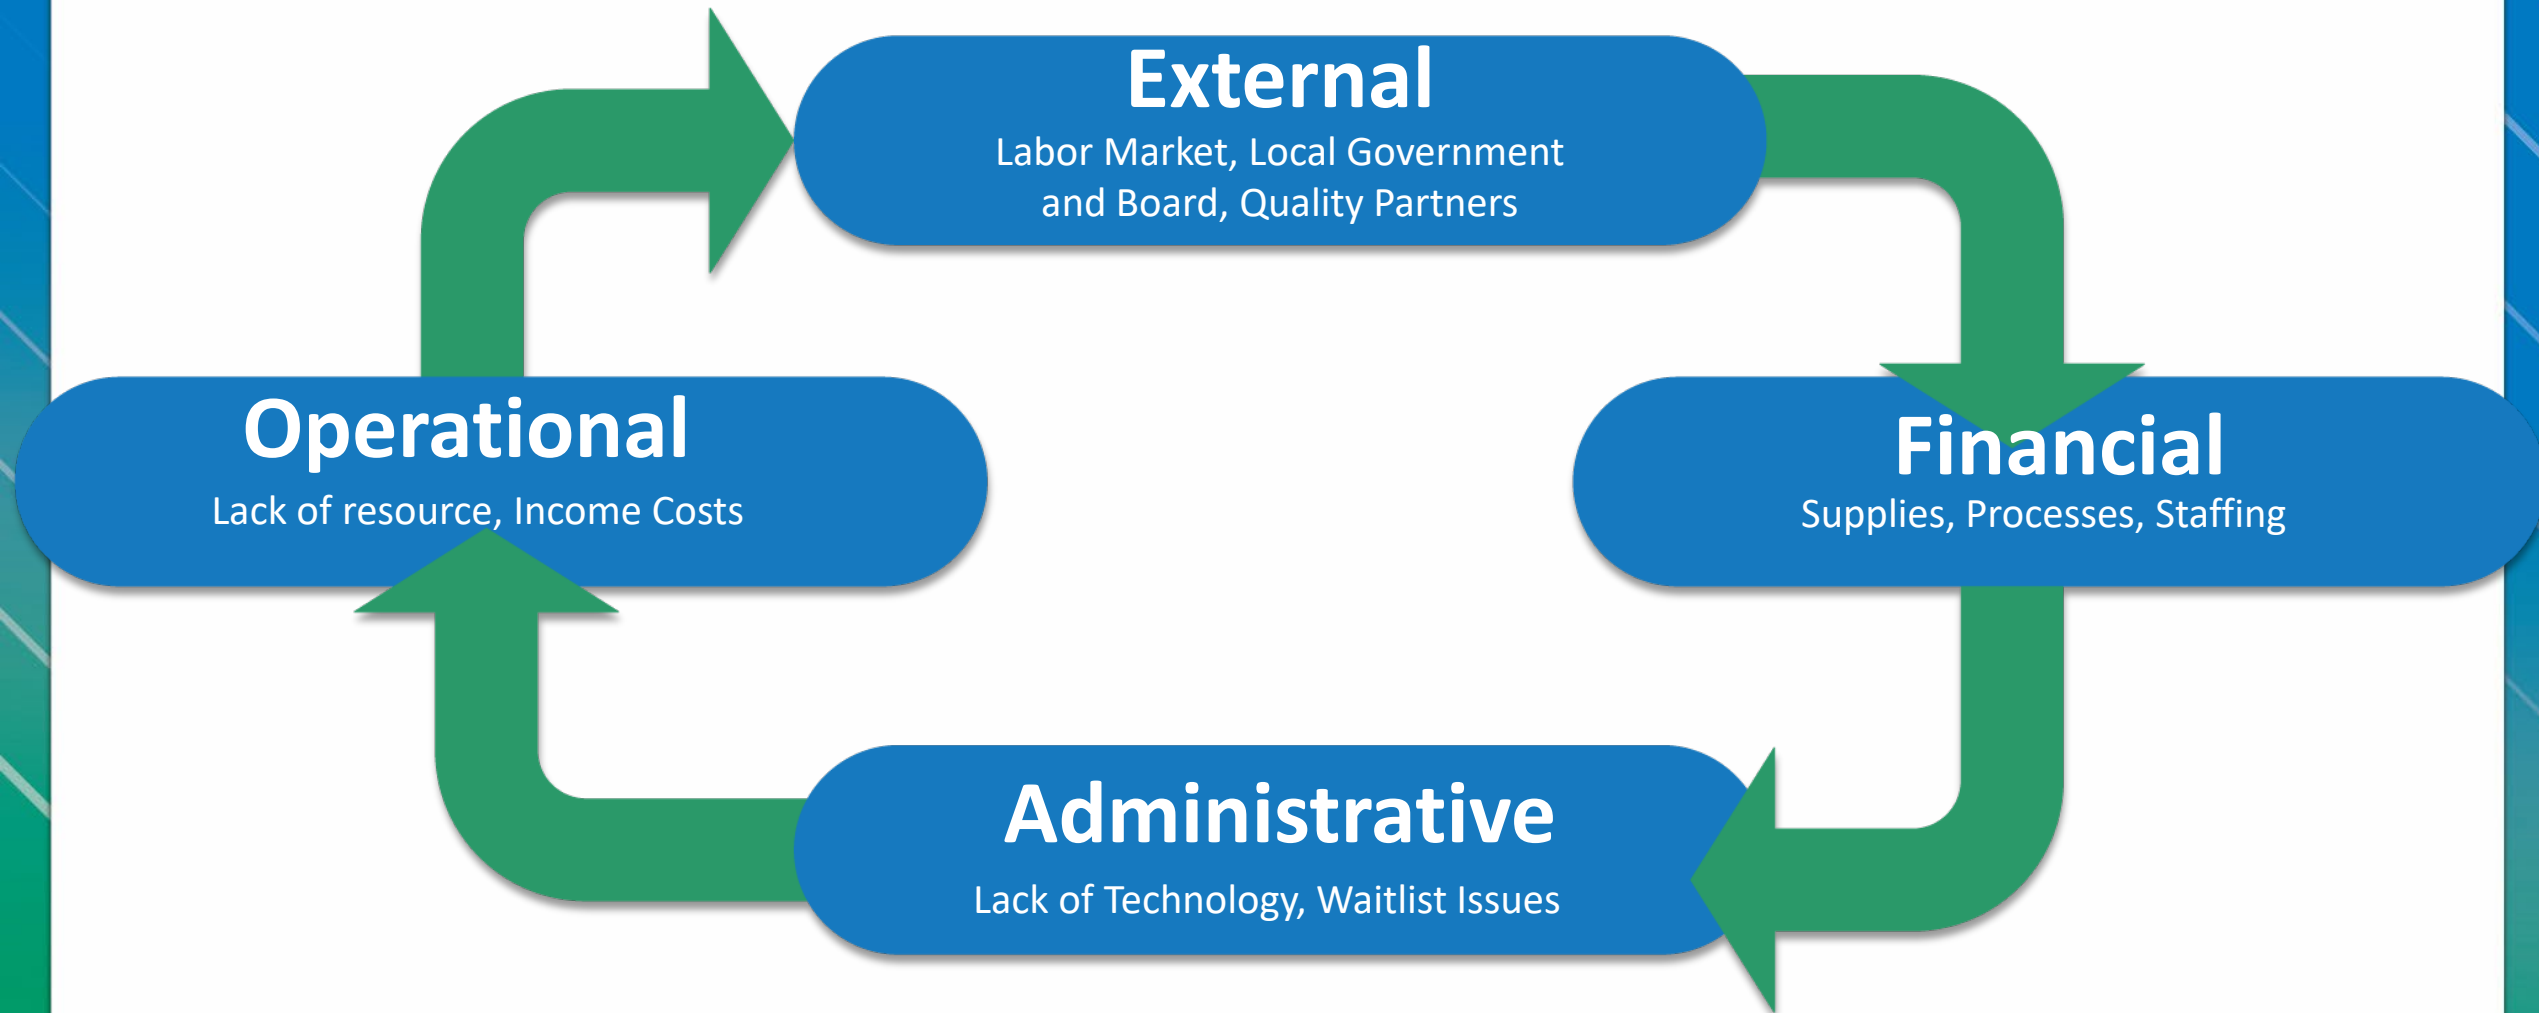 External
Labor Market, Local Government
and Board, Quality Partners
Operational
Lack of resource, Income Costs
Financial
Supplies, Processes, Staffing
Administrative
Lack of Technology, Waitlist Issues